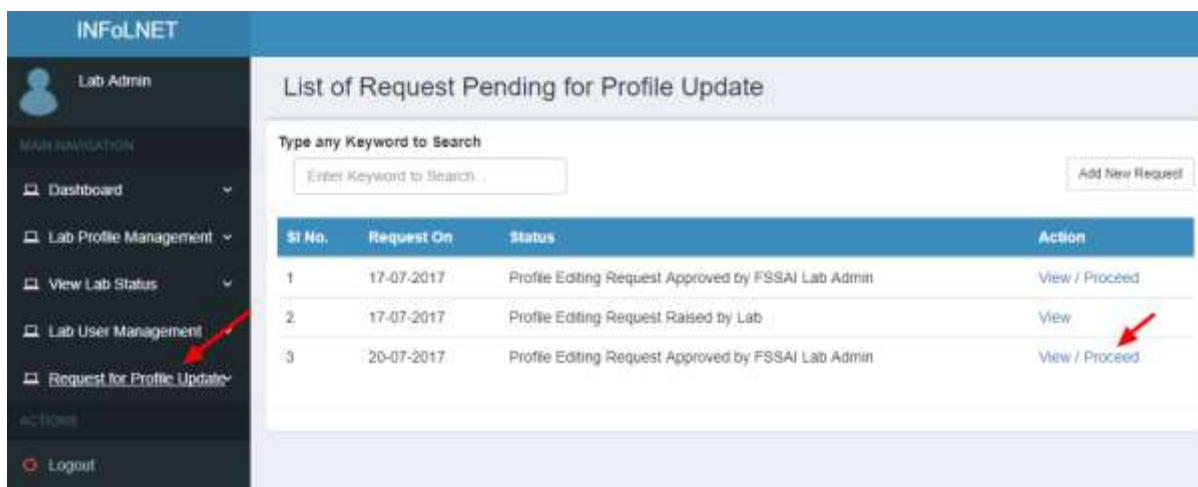 INFoLNET
Lab Admin
MAIN NAVIGATION
Dashboard
Lab Profile Management
View Lab Status
Lab User Management
Request for Profile Update
ACTIONS
Logout
List of Request Pending for Profile Update
Type any Keyword to Search
Enter Keyword to Search...
Add New Request
Sl No. Request On Status Action
1 17-07-2017 Profile Editing Request Approved by FSSAI Lab Admin View / Proceed
2 17-07-2017 Profile Editing Request Raised by Lab View
3 20-07-2017 Profile Editing Request Approved by FSSAI Lab Admin View / Proceed